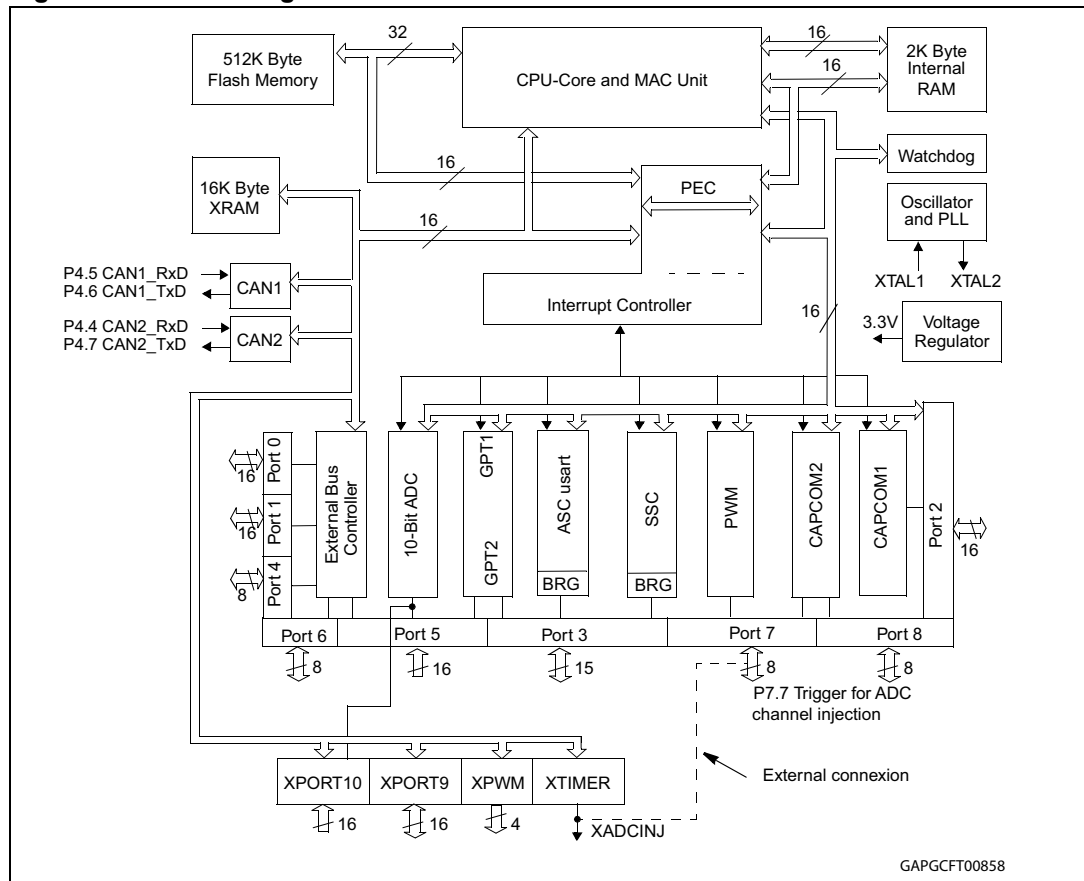 32
512K Byte
Flash Memory
CPU-Core and MAC Unit
16
16
2K Byte
Internal
RAM
Watchdog
16
PEC
16K Byte
XRAM
16
Oscillator
and PLL
XTAL1
XTAL2
P4.5 CAN1_RxD
P4.6 CAN1_TxD
CAN1
Interrupt Controller
16
3.3V
Voltage
Regulator
P4.4 CAN2_RxD
P4.7 CAN2_TxD
CAN2
Port 0
16
Port 1
16
Port 4
8
External Bus
Controller
10-Bit ADC
GPT1
GPT2
ASC usart
BRG
SSC
BRG
PWM
CAPCOM2
CAPCOM1
Port 2
16
Port 6
Port 5
Port 3
Port 7
Port 8
8
16
15
8
8
P7.7 Trigger for ADC
channel injection
External connexion
XPORT10
XPORT9
XPWM
XTIMER
16
16
4
XADCINJ
GAPGCFT00858